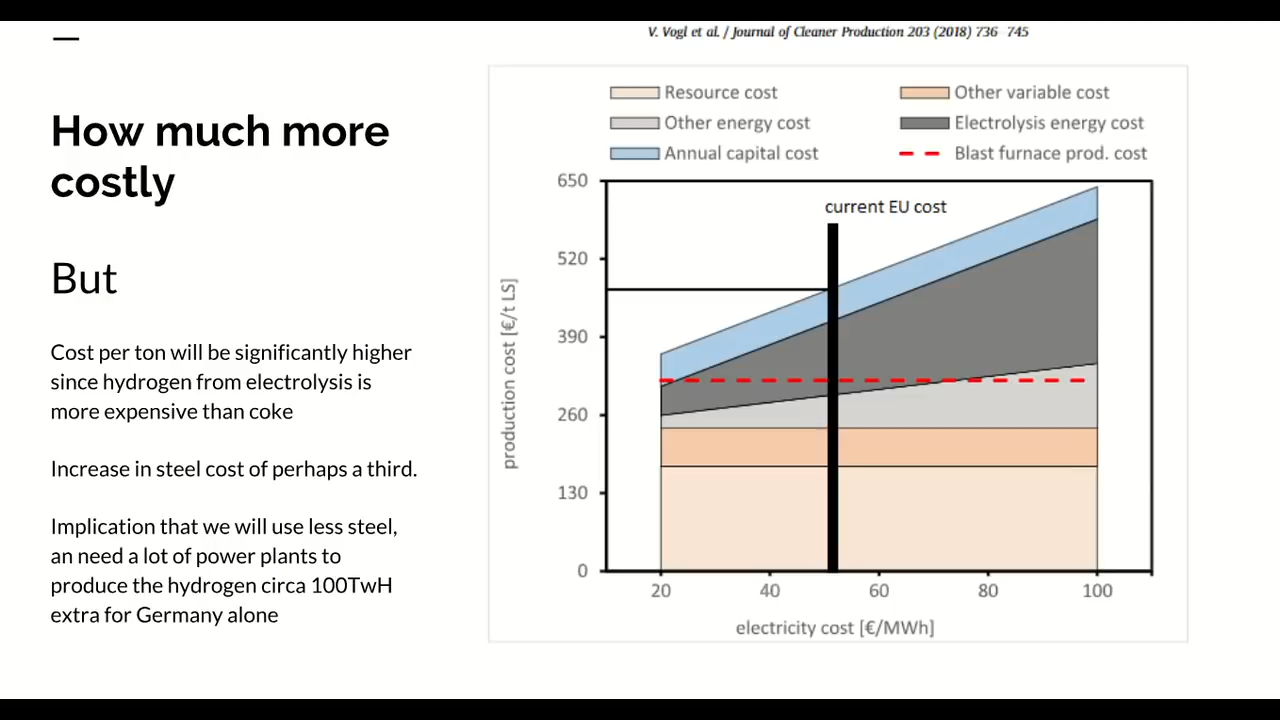 V. Vogl et al. / Journal of Cleaner Production 203 (2018) 736 745
How much more
costly
But
Cost per ton will be significantly higher
since hydrogen from electrolysis is
more expensive than coke
Increase in steel cost of perhaps a third.
Implication that we will use less steel,
an need a lot of power plants to
produce the hydrogen circa 100TwH
extra for Germany alone
Resource cost
Other variable cost
Other energy cost
Electrolysis energy cost
Annual capital cost
Blast furnace prod. cost
650
520
390
260
130
0
production cost [€/t LS]
current EU cost
20 40 60 80 100
electricity cost [€/MWh]